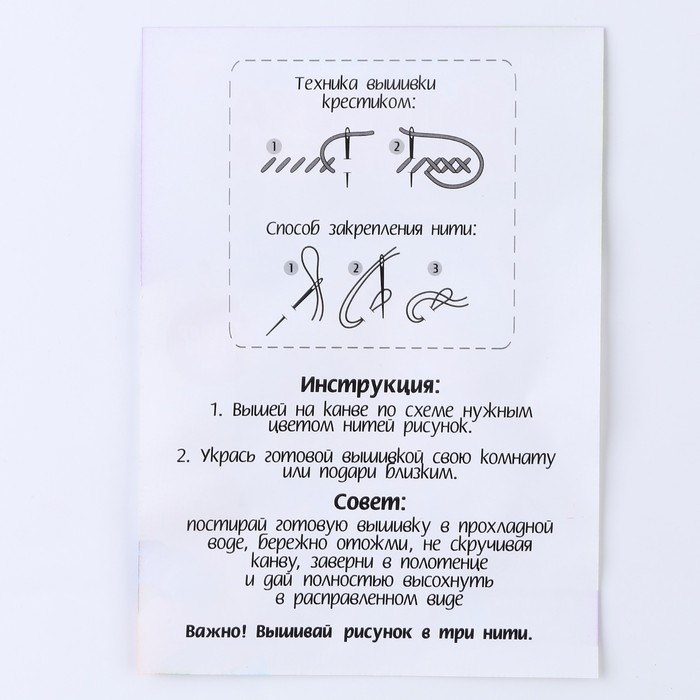 Техника вышивки
крестиком:
1 2
Способ закрепления нити:
1 2 3
Инструкция:
1. Вышей на канве по схеме нужным
цветом нитей рисунок.
2. Укрась готовой вышивкой свою комнату
или подари близким.
Совет:
постирай готовую вышивку в прохладной
воде, бережно отожми, не скручивая
канву, заверни в полотенце
и дай полностью высохнуть
в расправленном виде
Важно! Вышивай рисунок в три нити.